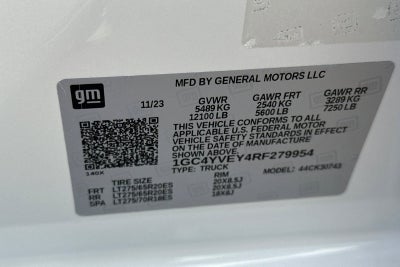 gm
MFD BY GENERAL MOTORS LLC
11/23
GVWR GAWR FRT GAWR RR
5489 KG 2540 KG 3289 KG
12100 LB 5600 LB 7250 LB
THIS VEHICLE CONFORMS TO ALL
APPLICABLE U.S. FEDERAL MOTOR
VEHICLE SAFETY STANDARDS IN
EFFECT ON THE DATE OF MANUFACTURE
SHOWN ABOVE.
1GC4YVEY4RF279954
140X TYPE: TRUCK MODEL: 44CK30743
TIRE SIZE RIM
FRT LT275/65R20ES 20X8.5J
RR LT275/65R20ES 20X8.5J
SPA LT275/70R18ES 18X8J